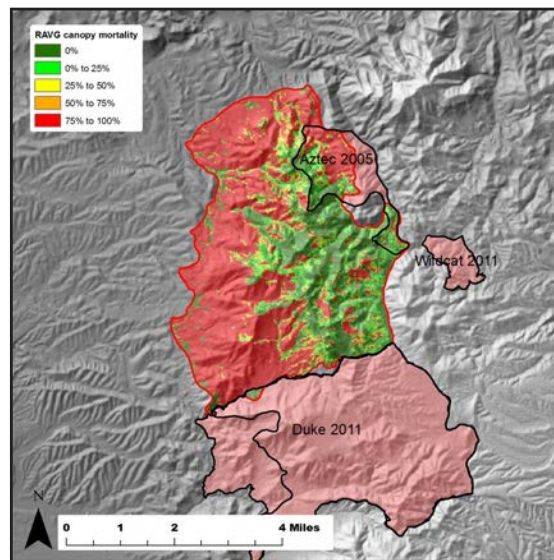 RAVG canopy mortality
0%
0% to 25%
25% to 50%
50% to 75%
75% to 100%
Aztec 2005
Wildcat 2011
Duke 2011
N
0 1 2 4 Miles